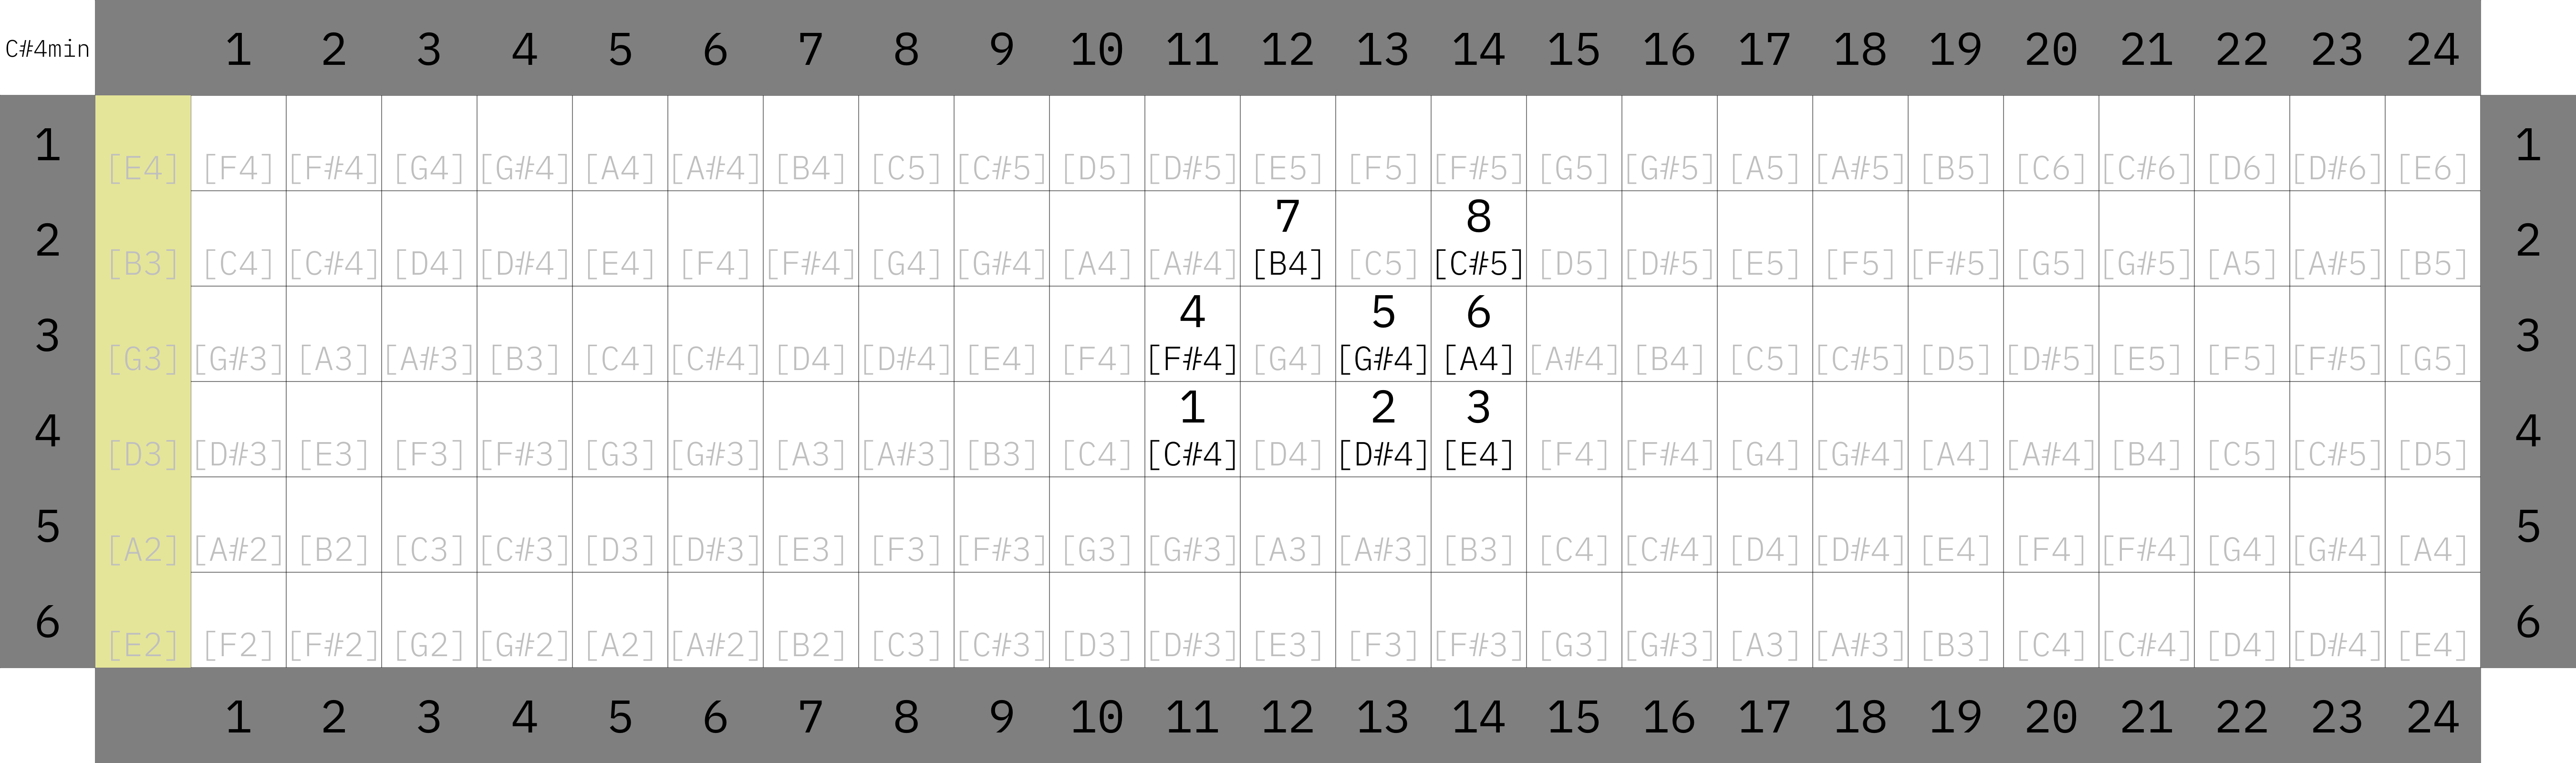 C#4min 1 2 3 4 5 6 7 8 9 10 11 12 13 14 15 16 17 18 19 20 21 22 23 24
1 [E4] [F4] [F#4] [G4] [G#4] [A4] [A#4] [B4] [C5] [C#5] [D5] [D#5] [E5] [F5] [F#5] [G5] [G#5] [A5] [A#5] [B5] [C6] [C#6] [D6] [D#6] [E6] 1
7 8
2 [B3] [C4] [C#4] [D4] [D#4] [E4] [F4] [F#4] [G4] [G#4] [A4] [A#4] [B4] [C5] [C#5] [D5] [D#5] [E5] [F5] [F#5] [G5] [G#5] [A5] [A#5] [B5] 2
4 5 6
3 [G3] [G#3] [A3] [A#3] [B3] [C4] [C#4] [D4] [D#4] [E4] [F4] [F#4] [G4] [G#4] [A4] [A#4] [B4] [C5] [C#5] [D5] [D#5] [E5] [F5] [F#5] [G5] 3
1 2 3
4 [D3] [D#3] [E3] [F3] [F#3] [G3] [G#3] [A3] [A#3] [B3] [C4] [C#4] [D4] [D#4] [E4] [F4] [F#4] [G4] [G#4] [A4] [A#4] [B4] [C5] [C#5] [D5] 4
5 [A2] [A#2] [B2] [C3] [C#3] [D3] [D#3] [E3] [F3] [F#3] [G3] [G#3] [A3] [A#3] [B3] [C4] [C#4] [D4] [D#4] [E4] [F4] [F#4] [G4] [G#4] [A4] 5
6 [E2] [F2] [F#2] [G2] [G#2] [A2] [A#2] [B2] [C3] [C#3] [D3] [D#3] [E3] [F3] [F#3] [G3] [G#3] [A3] [A#3] [B3] [C4] [C#4] [D4] [D#4] [E4] 6
1 2 3 4 5 6 7 8 9 10 11 12 13 14 15 16 17 18 19 20 21 22 23 24